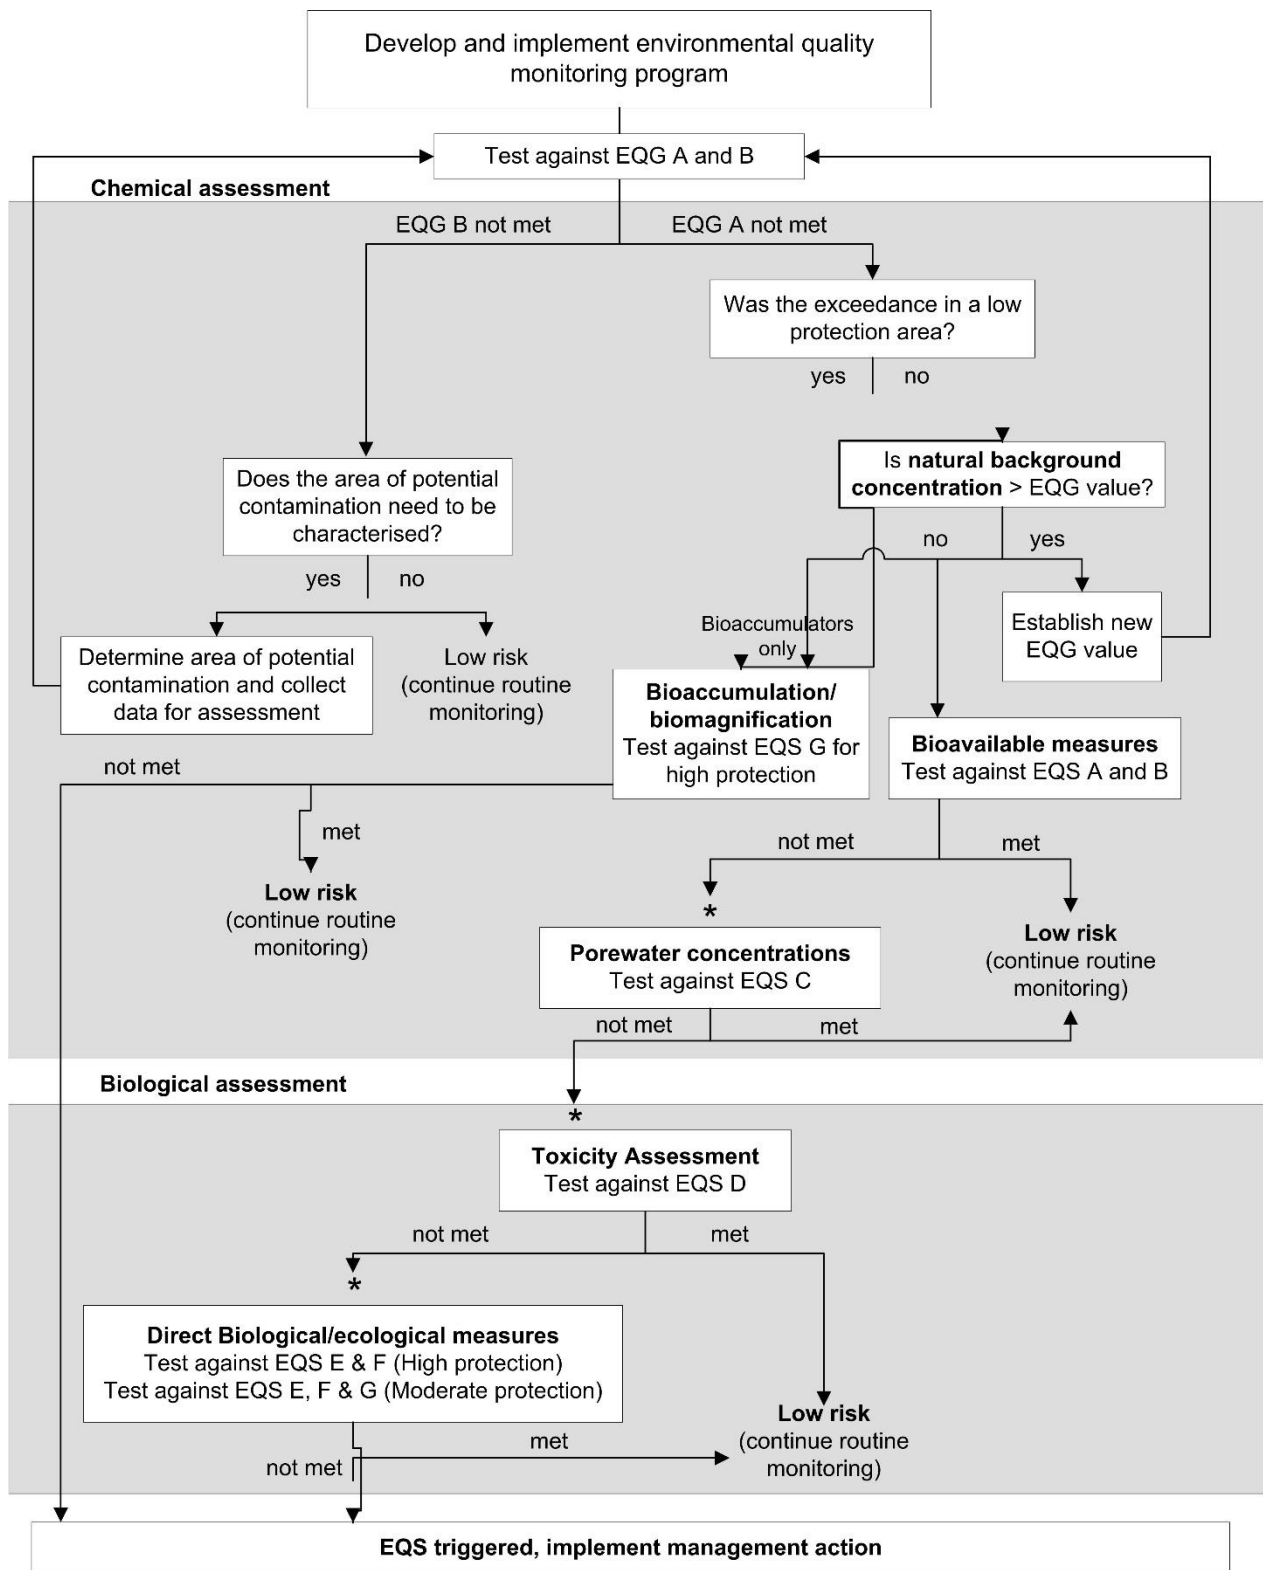 Develop and implement environmental quality
monitoring program
Test against EQG A and B
Chemical assessment
EQG B not met
EQG A not met
Was the exceedance in a low
protection area?
yes
no
Is natural background
concentration > EQG value?
Does the area of potential
contamination need to be
characterised?
no
yes
yes
no
Establish new
EQG value
Bioaccumulators
only
Determine area of potential
contamination and collect
data for assessment
Low risk
(continue routine
monitoring)
Bioaccumulation/
biomagnification
Test against EQS G for
high protection
Bioavailable measures
Test against EQS A and B
not met
met
Low risk
(continue routine
monitoring)
not met
met
*
Porewater concentrations
Test against EQS C
Low risk
(continue routine
monitoring)
not met
met
Biological assessment
*
Toxicity Assessment
Test against EQS D
not met
met
*
Direct Biological/ecological measures
Test against EQS E & F (High protection)
Test against EQS E, F & G (Moderate protection)
Low risk
(continue routine
monitoring)
met
not met
EQS triggered, implement management action